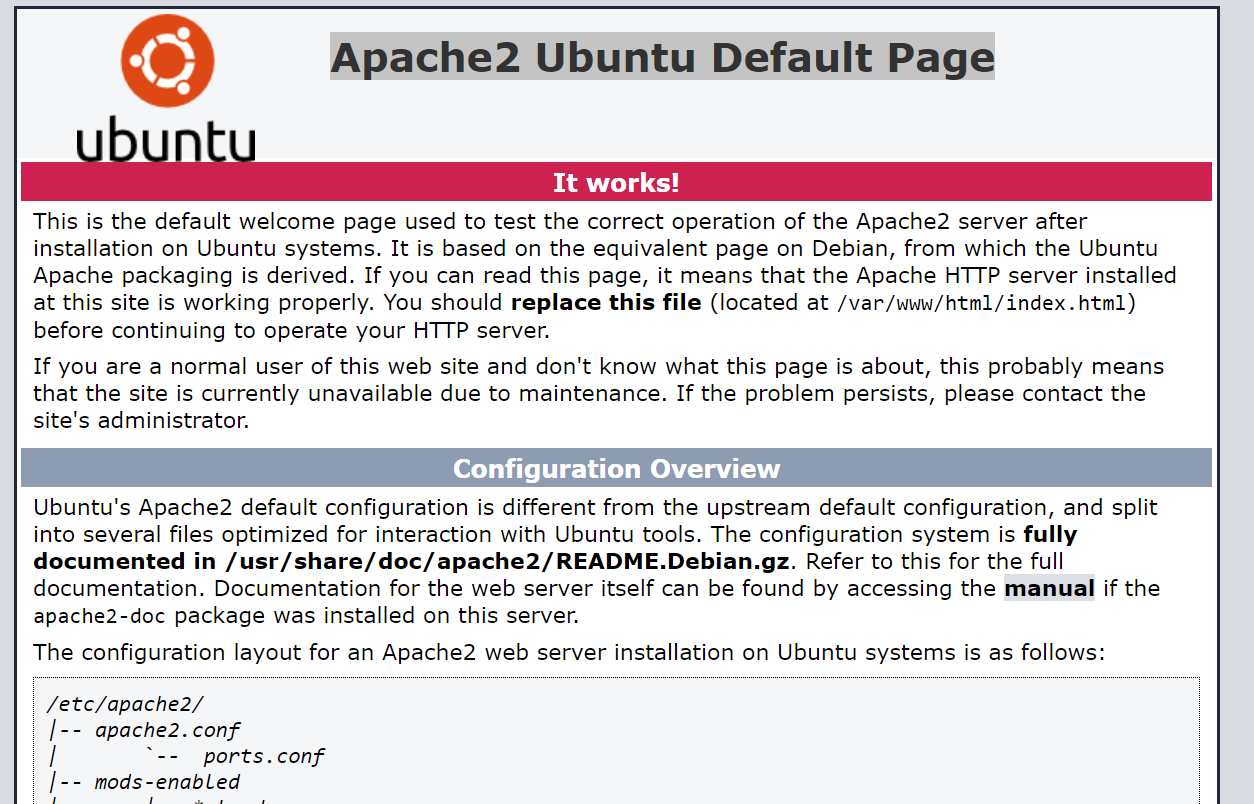 ubuntu
Apache2 Ubuntu Default Page
It works!
This is the default welcome page used to test the correct operation of the Apache2 server after
installation on Ubuntu systems. It is based on the equivalent page on Debian, from which the Ubuntu
Apache packaging is derived. If you can read this page, it means that the Apache HTTP server installed
at this site is working properly. You should replace this file (located at /var/www/html/index.html)
before continuing to operate your HTTP server.
If you are a normal user of this web site and don't know what this page is about, this probably means
that the site is currently unavailable due to maintenance. If the problem persists, please contact the
site's administrator.
Configuration Overview
Ubuntu's Apache2 default configuration is different from the upstream default configuration, and split
into several files optimized for interaction with Ubuntu tools. The configuration system is fully
documented in /usr/share/doc/apache2/README.Debian.gz. Refer to this for the full
documentation. Documentation for the web server itself can be found by accessing the manual if the
apache2-doc package was installed on this server.
The configuration layout for an Apache2 web server installation on Ubuntu systems is as follows:
/etc/apache2/
|-- apache2.conf
|       `--  ports.conf
|-- mods-enabled